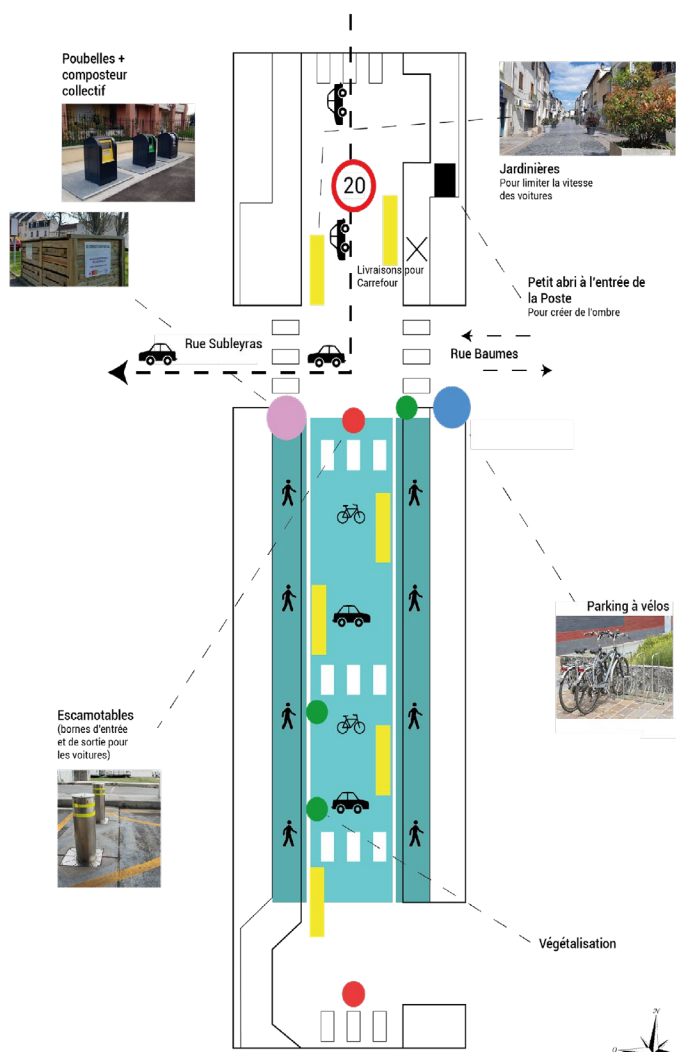 Poubelles +
composteur
collectif
Jardinières
Pour limiter la vitesse
des voitures
20
Livraisons pour
Carrefour
Petit abri à l'entrée de
la Poste
Pour créer de l'ombre
Rue Subleyras
Rue Baumes
Parking à vélos
Escamotables
(bornes d'entrée
et de sortie pour
les voitures)
Végétalisation
N
O